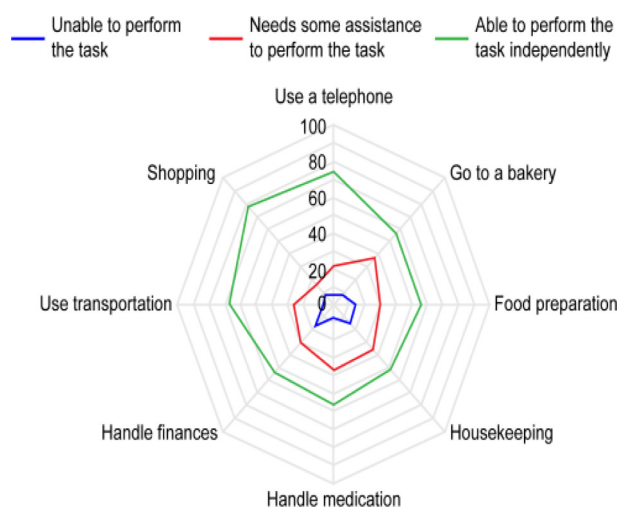 Unable to perform
the task
Needs some assistance
to perform the task
Able to perform the
task independently
Use a telephone
100
80
60
40
20
0
Shopping
Go to a bakery
Use transportation
Food preparation
Handle finances
Housekeeping
Handle medication